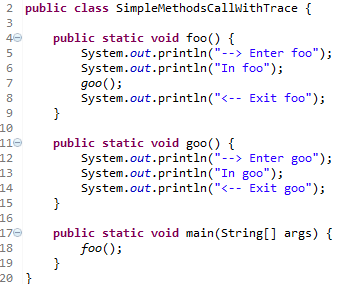 2 public class SimpleMethodsCallWithTrace {
3
4 public static void foo() {
5 System.out.println("--> Enter foo");
6 System.out.println("In foo");
7 goo();
8 System.out.println("<-- Exit foo");
9 }
10
11 public static void goo() {
12 System.out.println("--> Enter goo");
13 System.out.println("In goo");
14 System.out.println("<-- Exit goo");
15 }
16
17 public static void main(String[] args) {
18 foo();
19 }
20 }